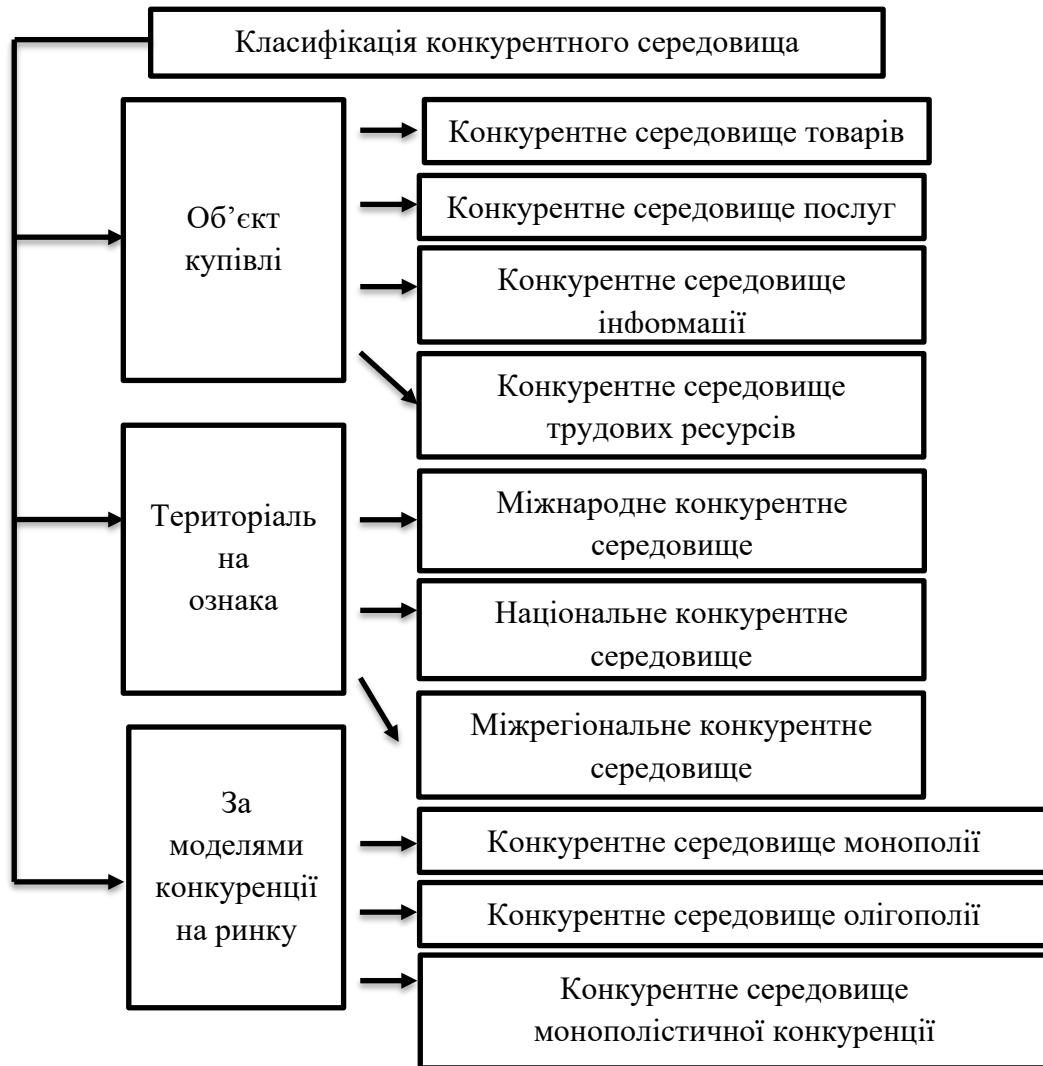 Класифікація конкурентного середовища
Об’єкт
купівлі
Конкурентне середовище товарів
Конкурентне середовище послуг
Конкурентне середовище
інформації
Конкурентне середовище
трудових ресурсів
Територіаль
на
ознака
Міжнародне конкурентне
середовище
Національне конкурентне
середовище
Міжрегіональне конкурентне
середовище
За
моделями
конкуренції
на ринку
Конкурентне середовище монополії
Конкурентне середовище олігополії
Конкурентне середовище
монополістичної конкуренції